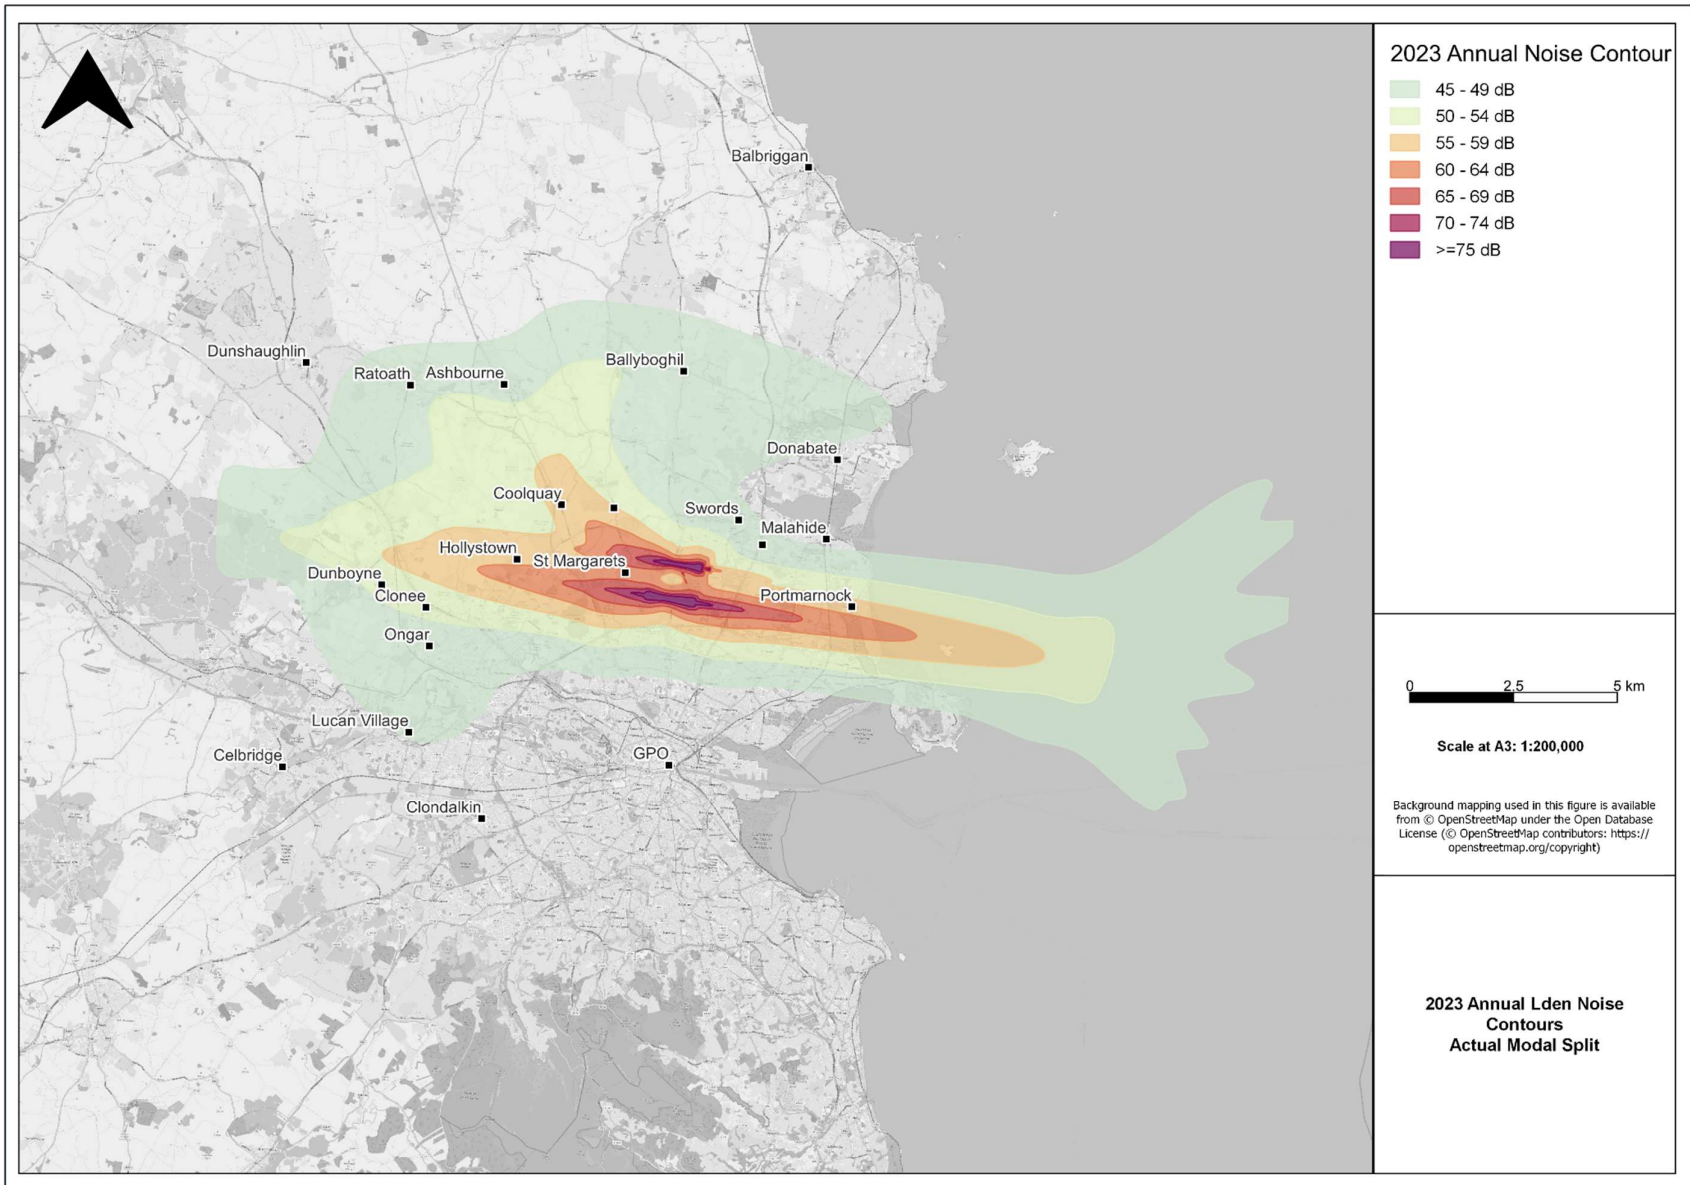 2023 Annual Noise Contour
45 - 49 dB
50 - 54 dB
55 - 59 dB
60 - 64 dB
65 - 69 dB
70 - 74 dB
>=75 dB
Balbriggan
Dunshaughlin
Ratoath
Ashbourne
Ballyboghil
Donabate
Coolquay
Swords
Malahide
Hollystown
St Margarets
Dunboyne
Clonee
Portmarnock
Ongar
Lucan Village
Celbridge
GPO
Clondalkin
0 2.5 5 km
Scale at A3: 1:200,000
Background mapping used in this figure is available
from © OpenStreetMap under the Open Database
License (© OpenStreetMap contributors: https://
openstreetmap.org/copyright)
2023 Annual Lden Noise
Contours
Actual Modal Split